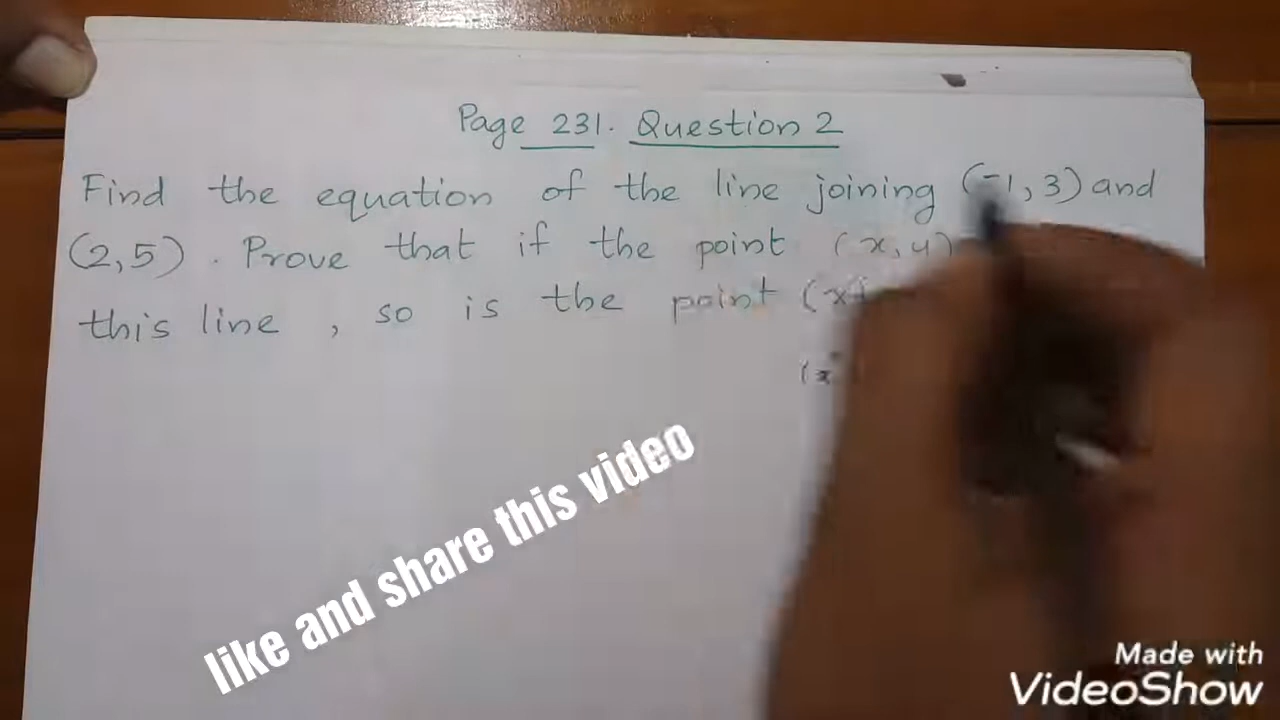 Page 231. Question 2
Find the equation of the line joining (-1, 3) and
(2,5). Prove that if the point (x, y)
this line, so is the point (x+
(x
like and share this video
Made with
VideoShow